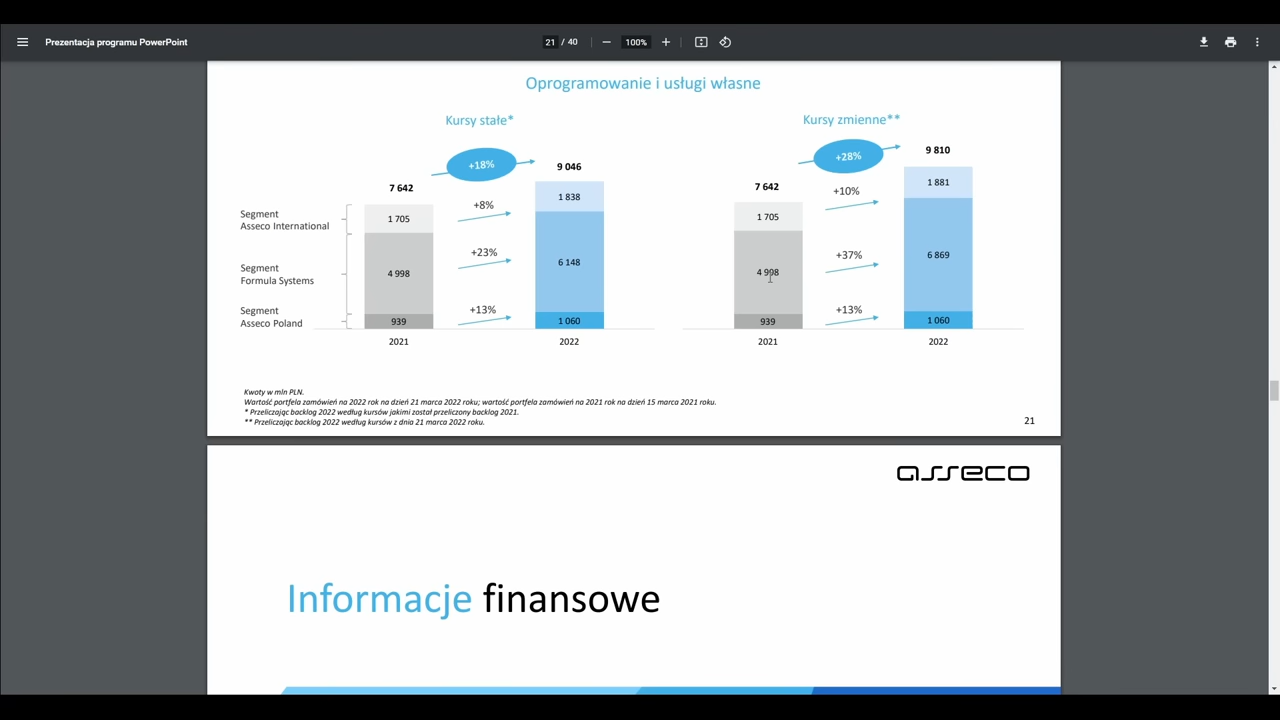 Prezentacja programu PowerPoint
21 / 40
100%
Oprogramowanie i usługi własne
Kursy stałe*
Kursy zmienne**
+18%
9 046
7 642
1 838
1 705
+8%
Segment
Asseco International
+23%
6 148
4 998
Segment
Formula Systems
+13%
1 060
939
Segment
Asseco Poland
2021
2022
+28%
9 810
7 642
1 881
1 705
+10%
+37%
6 869
4 998
+13%
1 060
939
2021
2022
Kwoty w mln PLN.
Wartość portfela zamówień na 2022 rok na dzień 21 marca 2022 roku; wartość portfela zamówień na 2021 rok na dzień 15 marca 2021 roku.
* Przeliczając backlog 2022 według kursów jakimi został przeliczony backlog 2021.
** Przeliczając backlog 2022 według kursów z dnia 21 marca 2022 roku.
21
asseco
Informacje finansowe